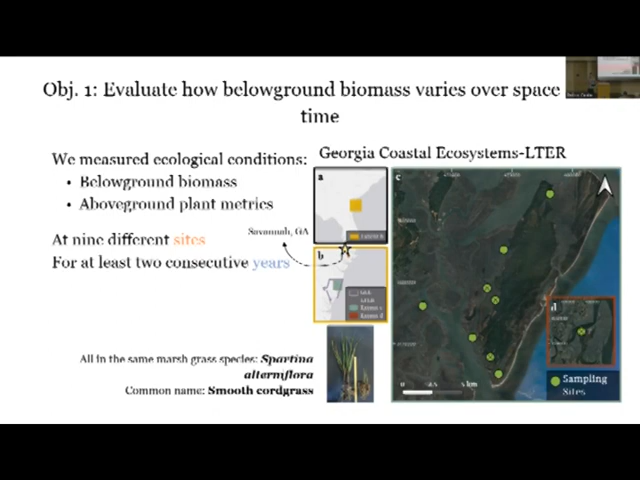 Obj. 1: Evaluate how belowground biomass varies over space
time
We measured ecological conditions:
• Belowground biomass
• Aboveground plant metrics
At nine different sites
For at least two consecutive years
All in the same marsh grass species: Spartina
alterniflora
Common name: Smooth cordgrass
Georgia Coastal Ecosystems-LTER
Savannah, GA
a
b
c
d
0
5 km
Sampling
Sites